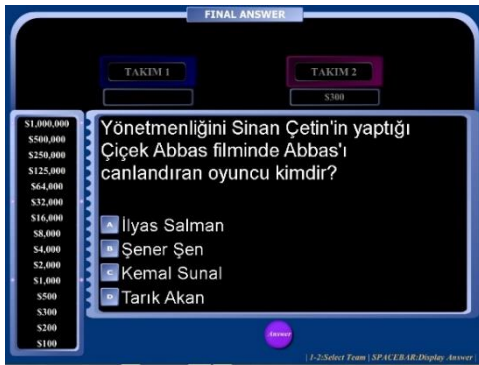 FINAL ANSWER
TAKIM 1
TAKIM 2
$300
$1,000,000
$500,000
$250,000
$125,000
$64,000
$32,000
$16,000
$8,000
$4,000
$2,000
$1,000
$500
$300
$200
$100
Yönetmenliğini Sinan Çetin'in yaptığı
Çiçek Abbas filminde Abbas'ı
canlandıran oyuncu kimdir?
A İlyas Salman
B Şener Şen
C Kemal Sunal
D Tarık Akan
Answer
| 1-2:Select Team | SPACEBAR:Display Answer |